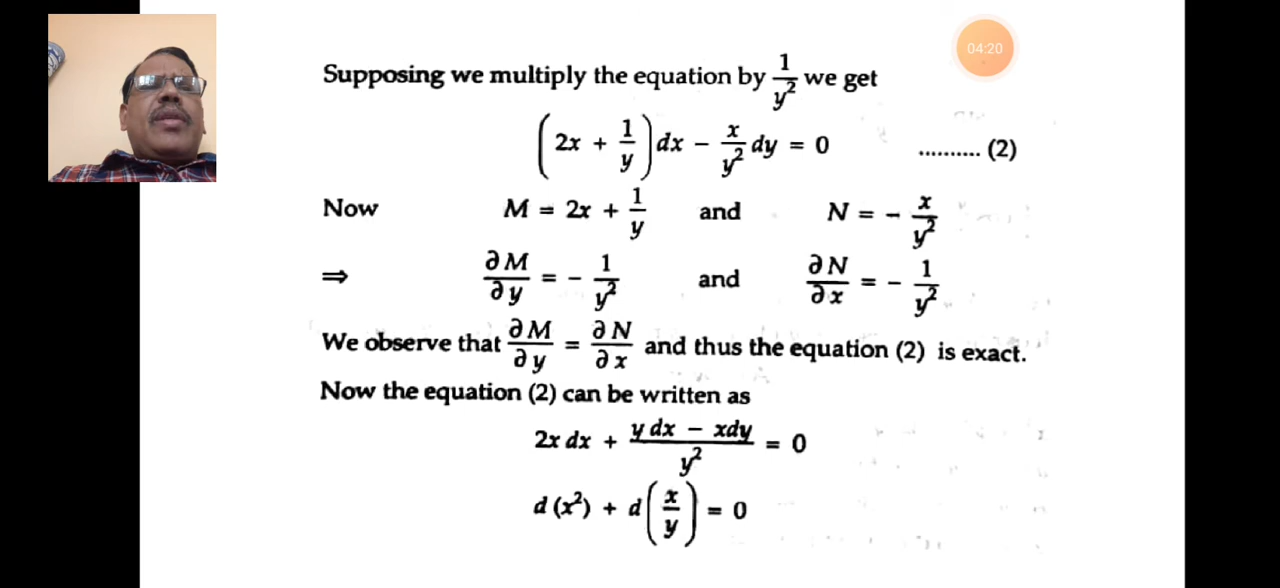 04:20
Supposing we multiply the equation by 1/y² we get
(2x + 1/y) dx − x/y² dy = 0 .......... (2)
Now M = 2x + 1/y and N = − x/y²
⇒ ∂M/∂y = − 1/y² and ∂N/∂x = − 1/y²
We observe that ∂M/∂y = ∂N/∂x and thus the equation (2) is exact.
Now the equation (2) can be written as
2x dx + (y dx − xdy)/y² = 0
d (x²) + d (x/y) = 0